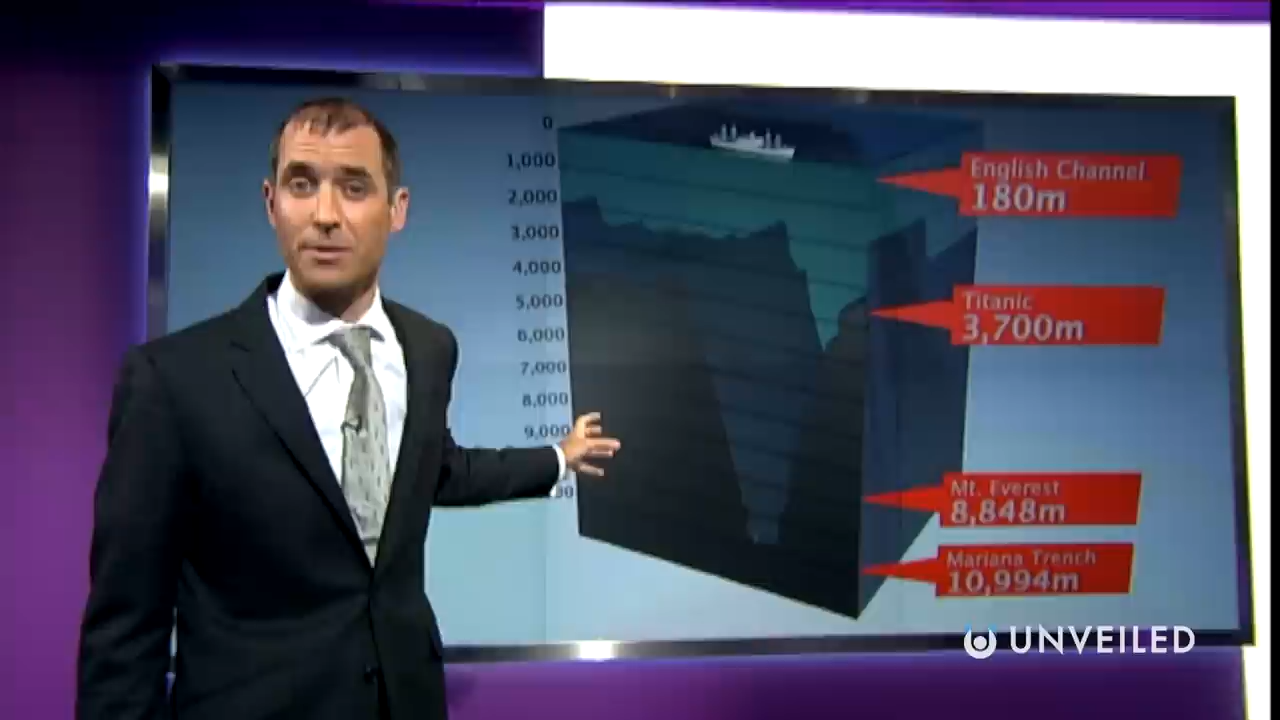 0
1,000
2,000
3,000
4,000
5,000
6,000
7,000
8,000
9,000
English Channel
180m
Titanic
3,700m
Mt. Everest
8,848m
Mariana Trench
10,994m
UNVEILED